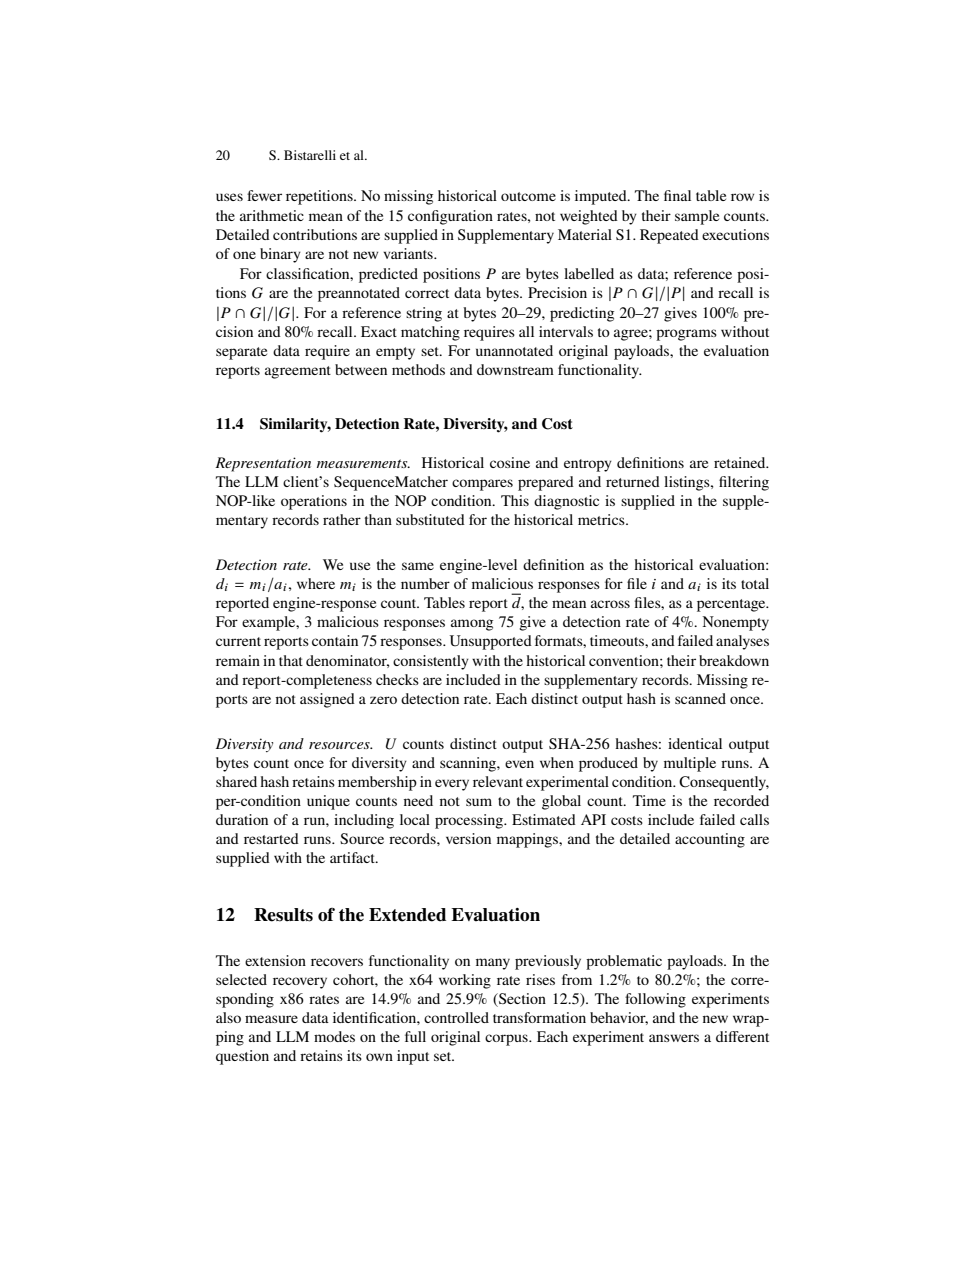 20 S. Bistarelli et al.
uses fewer repetitions. No missing historical outcome is imputed. The final table row is
the arithmetic mean of the 15 configuration rates, not weighted by their sample counts.
Detailed contributions are supplied in Supplementary Material S1. Repeated executions
of one binary are not new variants.
For classification, predicted positions P are bytes labelled as data; reference posi-
tions G are the preannotated correct data bytes. Precision is |P ∩ G|/|P| and recall is
|P ∩ G|/|G|. For a reference string at bytes 20–29, predicting 20–27 gives 100% pre-
cision and 80% recall. Exact matching requires all intervals to agree; programs without
separate data require an empty set. For unannotated original payloads, the evaluation
reports agreement between methods and downstream functionality.
11.4 Similarity, Detection Rate, Diversity, and Cost
Representation measurements. Historical cosine and entropy definitions are retained.
The LLM client's SequenceMatcher compares prepared and returned listings, filtering
NOP-like operations in the NOP condition. This diagnostic is supplied in the supple-
mentary records rather than substituted for the historical metrics.
Detection rate. We use the same engine-level definition as the historical evaluation:
dᵢ = mᵢ/aᵢ, where mᵢ is the number of malicious responses for file i and aᵢ is its total
reported engine-response count. Tables report d̅, the mean across files, as a percentage.
For example, 3 malicious responses among 75 give a detection rate of 4%. Nonempty
current reports contain 75 responses. Unsupported formats, timeouts, and failed analyses
remain in that denominator, consistently with the historical convention; their breakdown
and report-completeness checks are included in the supplementary records. Missing re-
ports are not assigned a zero detection rate. Each distinct output hash is scanned once.
Diversity and resources. U counts distinct output SHA-256 hashes: identical output
bytes count once for diversity and scanning, even when produced by multiple runs. A
shared hash retains membership in every relevant experimental condition. Consequently,
per-condition unique counts need not sum to the global count. Time is the recorded
duration of a run, including local processing. Estimated API costs include failed calls
and restarted runs. Source records, version mappings, and the detailed accounting are
supplied with the artifact.
12 Results of the Extended Evaluation
The extension recovers functionality on many previously problematic payloads. In the
selected recovery cohort, the x64 working rate rises from 1.2% to 80.2%; the corre-
sponding x86 rates are 14.9% and 25.9% (Section 12.5). The following experiments
also measure data identification, controlled transformation behavior, and the new wrap-
ping and LLM modes on the full original corpus. Each experiment answers a different
question and retains its own input set.